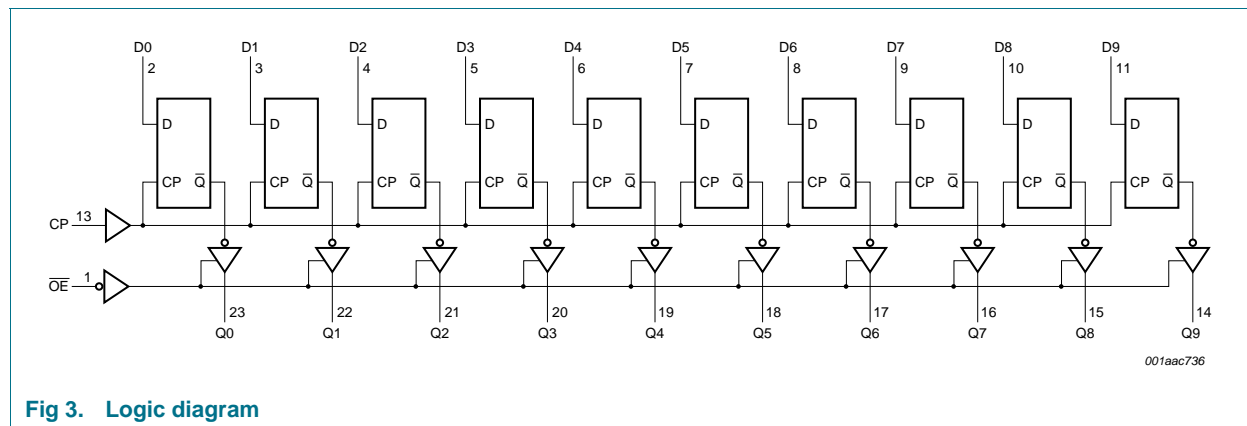 D0 D1 D2 D3 D4 D5 D6 D7 D8 D9
2 3 4 5 6 7 8 9 10 11
D D D D D D D D D D
CP Q̅ CP Q̅ CP Q̅ CP Q̅ CP Q̅ CP Q̅ CP Q̅ CP Q̅ CP Q̅ CP Q̅
CP 13
O̅E̅ 1
23 22 21 20 19 18 17 16 15 14
Q0 Q1 Q2 Q3 Q4 Q5 Q6 Q7 Q8 Q9
001aac736
Fig 3. Logic diagram